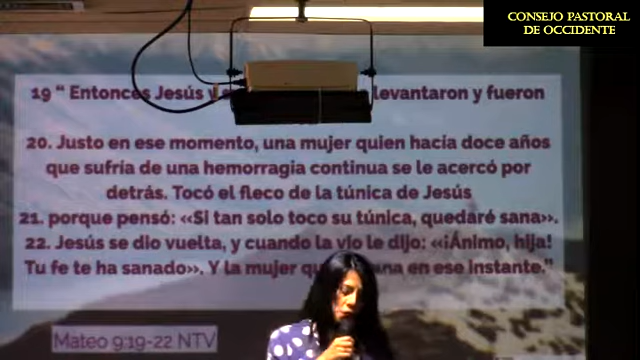 CONSEJO PASTORAL
DE OCCIDENTE
19 “ Entonces Jesús y levantaron y fueron
20. Justo en ese momento, una mujer quien hacía doce años
que sufría de una hemorragia continua se le acercó por
detrás. Tocó el fleco de la túnica de Jesús
21. porque pensó: «Si tan solo toco su túnica, quedaré sana».
22. Jesús se dio vuelta, y cuando la vio le dijo: «¡Ánimo, hija!
Tu fe te ha sanado». Y la mujer en ese instante.”
Mateo 9:19-22 NTV